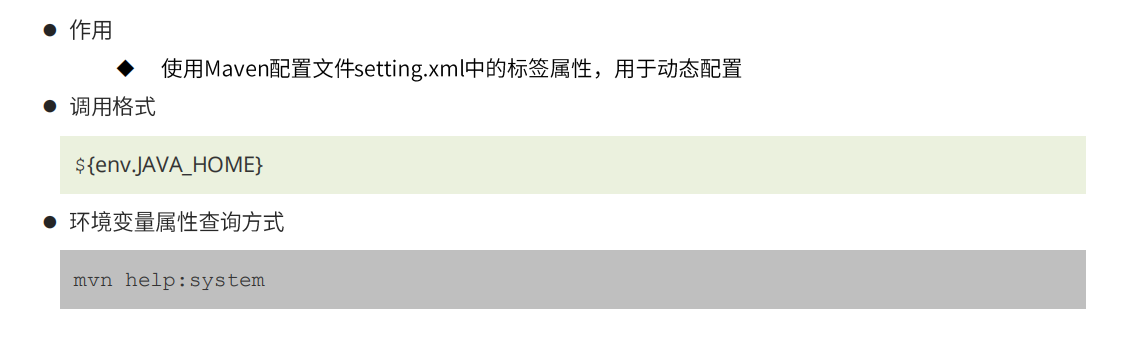 作用
使用Maven配置文件setting.xml中的标签属性，用于动态配置
调用格式
${env.JAVA_HOME}
环境变量属性查询方式
mvn help:system